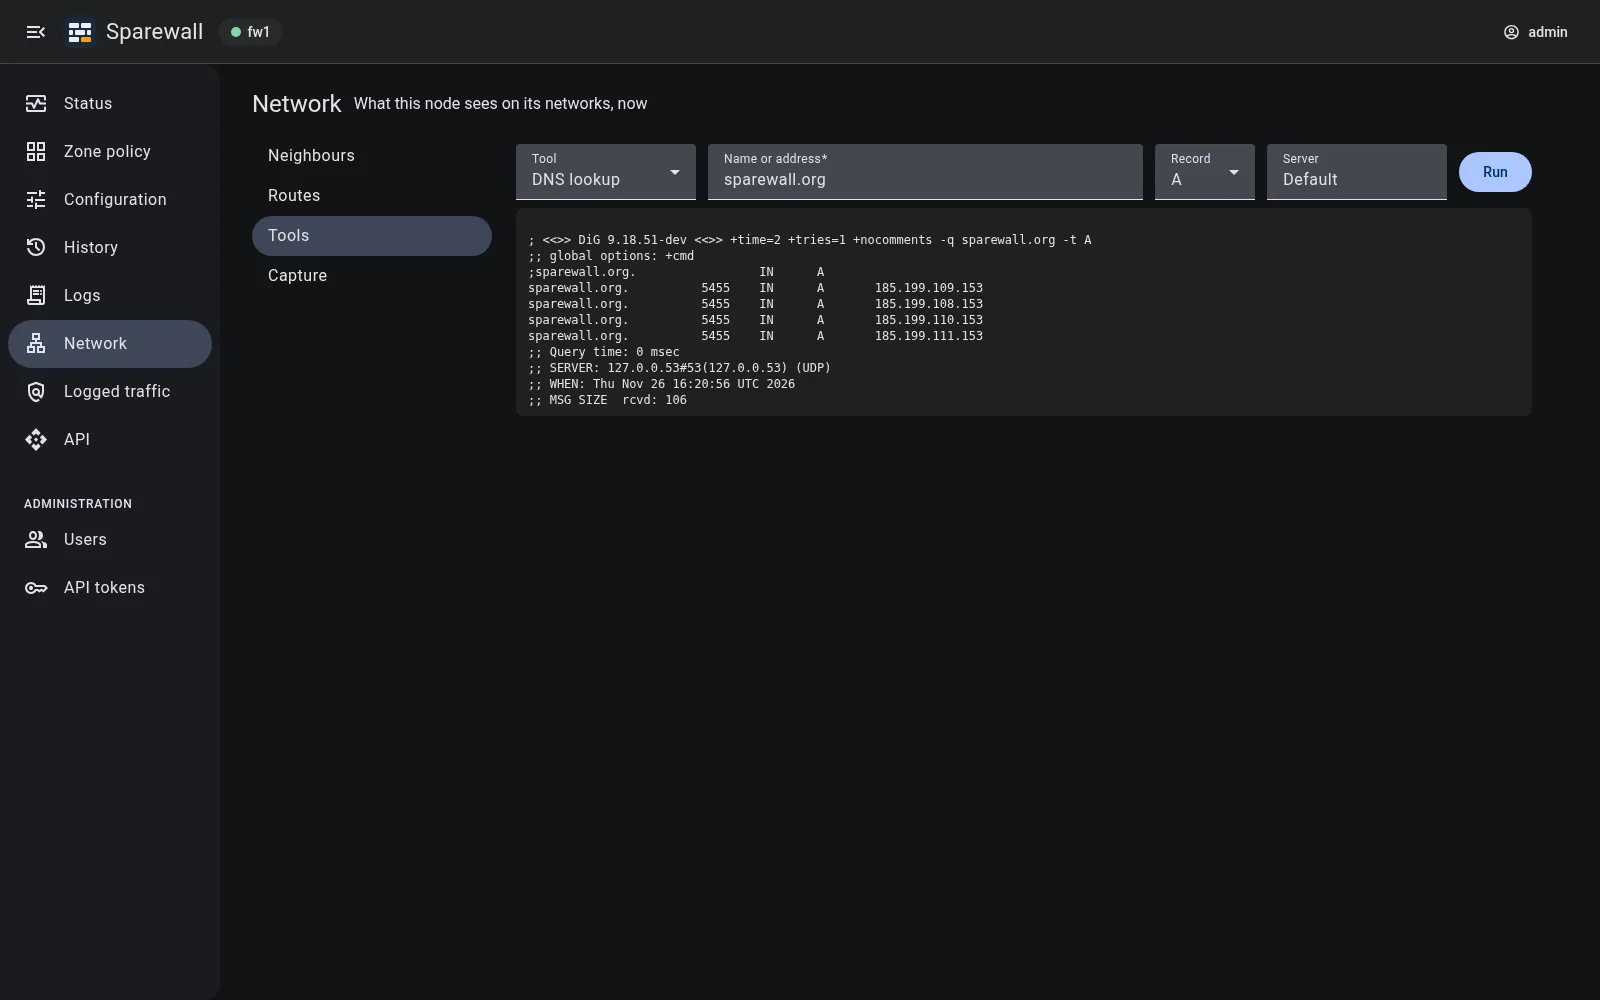 Sparewall
fw1
admin
Status
Zone policy
Configuration
History
Logs
Network
Logged traffic
API
ADMINISTRATION
Users
API tokens
Network What this node sees on its networks, now
Neighbours
Routes
Tools
Capture
Tool
DNS lookup
Name or address*
sparewall.org
Record
A
Server
Default
Run
; <<>> DiG 9.18.51-dev <<>> +time=2 +tries=1 +nocomments -q sparewall.org -t A
;; global options: +cmd
;sparewall.org. IN A
sparewall.org. 5455 IN A 185.199.109.153
sparewall.org. 5455 IN A 185.199.108.153
sparewall.org. 5455 IN A 185.199.110.153
sparewall.org. 5455 IN A 185.199.111.153
;; Query time: 0 msec
;; SERVER: 127.0.0.53#53(127.0.0.53) (UDP)
;; WHEN: Thu Nov 26 16:20:56 UTC 2026
;; MSG SIZE  rcvd: 106